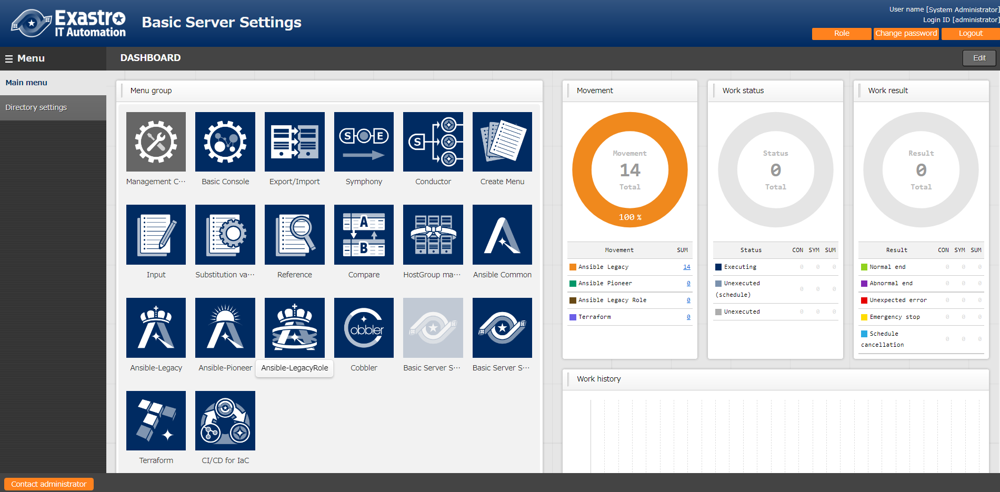 Exastro
IT Automation
Basic Server Settings
User name [System Administrator]
Login ID [administrator]
Role
Change password
Logout
Menu
DASHBOARD
Edit
Main menu
Directory settings
Menu group
Management C…
Basic Console
Export/Import
S E
Symphony
S
Conductor
Create Menu
Input
Substitution va…
Reference
A
B
Compare
HostGroup ma…
Ansible Common
Ansible-Legacy
Ansible-Pioneer
Ansible-LegacyRole
Cobbler
Cobbler
Basic Server S…
Basic Server S…
Terraform
CI/CD for IaC
Movement
Movement
14
Total
100 %
Movement SUM
Ansible Legacy 14
Ansible Pioneer 0
Ansible Legacy Role 0
Terraform 0
Work status
Status
0
Total
Status CON SYM SUM
Executing 0 0 0
Unexecuted
(schedule) 0 0 0
Unexecuted 0 0 0
Work result
Result
0
Total
Result CON SYM SUM
Normal end 0 0 0
Abnormal end 0 0 0
Unexpected error 0 0 0
Emergency stop 0 0 0
Schedule
cancellation 0 0 0
Work history
Contact administrator